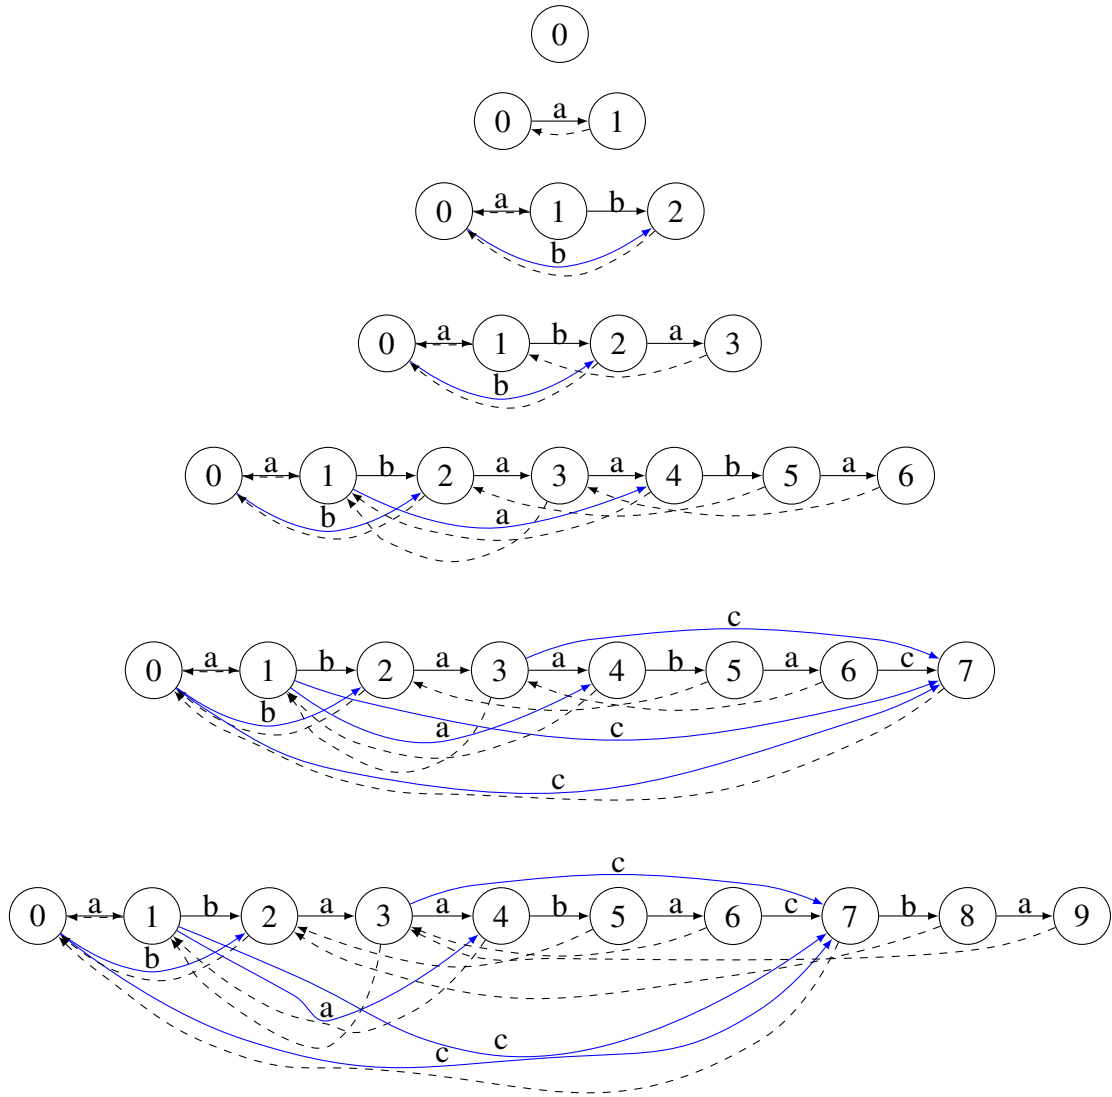 0
0 a 1
0 a 1 b 2
b
0 a 1 b 2 a 3
b
0 a 1 b 2 a 3 a 4 b 5 a 6
b a
c
0 a 1 b 2 a 3 a 4 b 5 a 6 c 7
b a c
c
c
0 a 1 b 2 a 3 a 4 b 5 a 6 c 7 b 8 a 9
b
a
c c